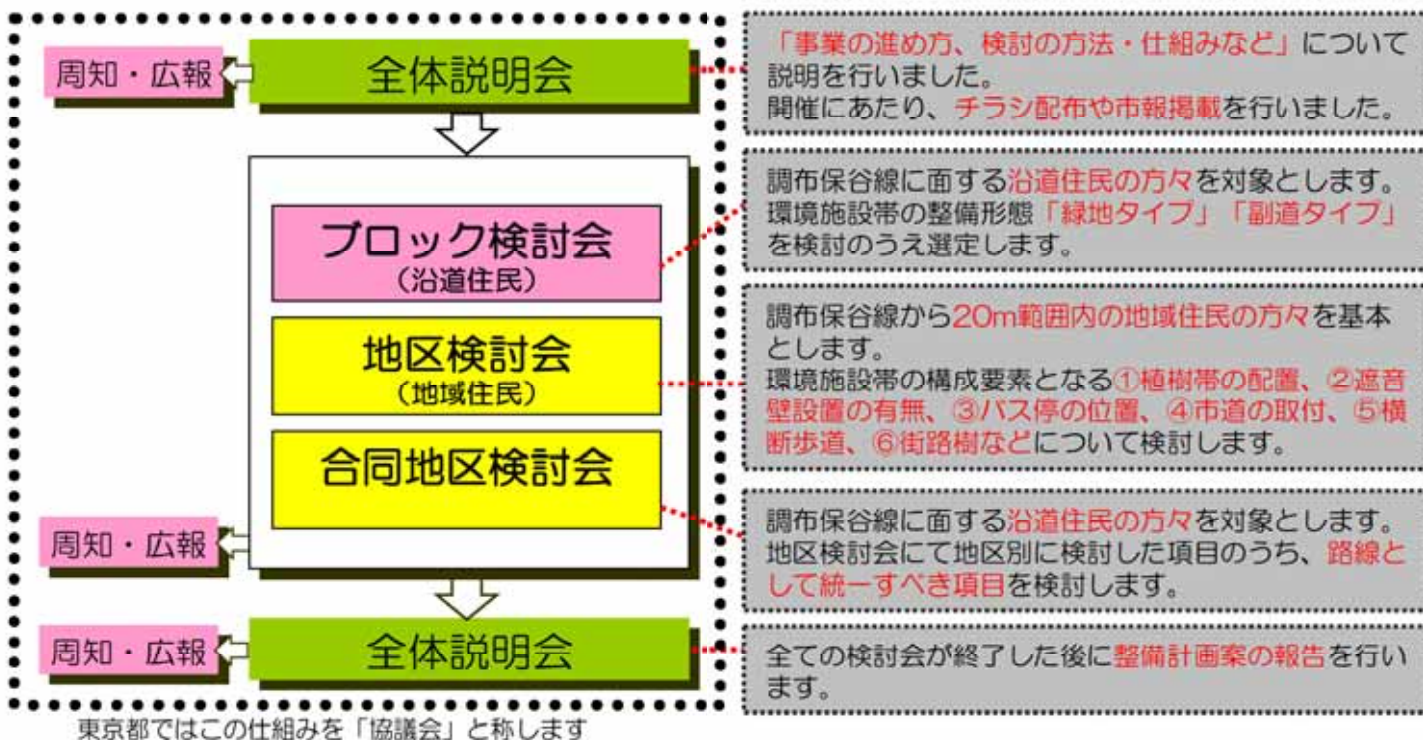 周知・広報
全体説明会
ブロック検討会
(沿道住民)
地区検討会
(地域住民)
合同地区検討会
周知・広報
周知・広報
全体説明会
東京都ではこの仕組みを「協議会」と称します
「事業の進め方、検討の方法・仕組みなど」について
説明を行いました。
開催にあたり、チラシ配布や市報掲載を行いました。
調布保谷線に面する沿道住民の方々を対象とします。
環境施設帯の整備形態「緑地タイプ」「副道タイプ」
を検討のうえ選定します。
調布保谷線から20m範囲内の地域住民の方々を基本
とします。
環境施設帯の構成要素となる①植樹帯の配置、②遮音
壁設置の有無、③バス停の位置、④市道の取付、⑤横
断歩道、⑥街路樹などについて検討します。
調布保谷線に面する沿道住民の方々を対象とします。
地区検討会にて地区別に検討した項目のうち、路線と
して統一すべき項目を検討します。
全ての検討会が終了した後に整備計画案の報告を行い
ます。